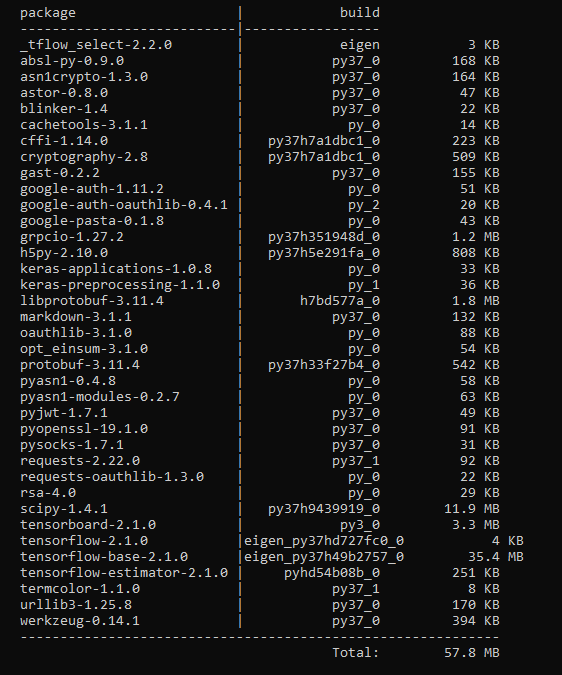 package | build
---------------------------|-----------------
_tflow_select-2.2.0 | eigen 3 KB
absl-py-0.9.0 | py37_0 168 KB
asn1crypto-1.3.0 | py37_0 164 KB
astor-0.8.0 | py37_0 47 KB
blinker-1.4 | py37_0 22 KB
cachetools-3.1.1 | py_0 14 KB
cffi-1.14.0 | py37h7a1dbc1_0 223 KB
cryptography-2.8 | py37h7a1dbc1_0 509 KB
gast-0.2.2 | py37_0 155 KB
google-auth-1.11.2 | py_0 51 KB
google-auth-oauthlib-0.4.1 | py_2 20 KB
google-pasta-0.1.8 | py_0 43 KB
grpcio-1.27.2 | py37h351948d_0 1.2 MB
h5py-2.10.0 | py37h5e291fa_0 808 KB
keras-applications-1.0.8 | py_0 33 KB
keras-preprocessing-1.1.0 | py_1 36 KB
libprotobuf-3.11.4 | h7bd577a_0 1.8 MB
markdown-3.1.1 | py37_0 132 KB
oauthlib-3.1.0 | py_0 88 KB
opt_einsum-3.1.0 | py_0 54 KB
protobuf-3.11.4 | py37h33f27b4_0 542 KB
pyasn1-0.4.8 | py_0 58 KB
pyasn1-modules-0.2.7 | py_0 63 KB
pyjwt-1.7.1 | py37_0 49 KB
pyopenssl-19.1.0 | py37_0 91 KB
pysocks-1.7.1 | py37_0 31 KB
requests-2.22.0 | py37_1 92 KB
requests-oauthlib-1.3.0 | py_0 22 KB
rsa-4.0 | py_0 29 KB
scipy-1.4.1 | py37h9439919_0 11.9 MB
tensorboard-2.1.0 | py3_0 3.3 MB
tensorflow-2.1.0 |eigen_py37hd727fc0_0 4 KB
tensorflow-base-2.1.0 |eigen_py37h49b2757_0 35.4 MB
tensorflow-estimator-2.1.0 | pyhd54b08b_0 251 KB
termcolor-1.1.0 | py37_1 8 KB
urllib3-1.25.8 | py37_0 170 KB
werkzeug-0.14.1 | py37_0 394 KB
------------------------------------------------------------
Total: 57.8 MB